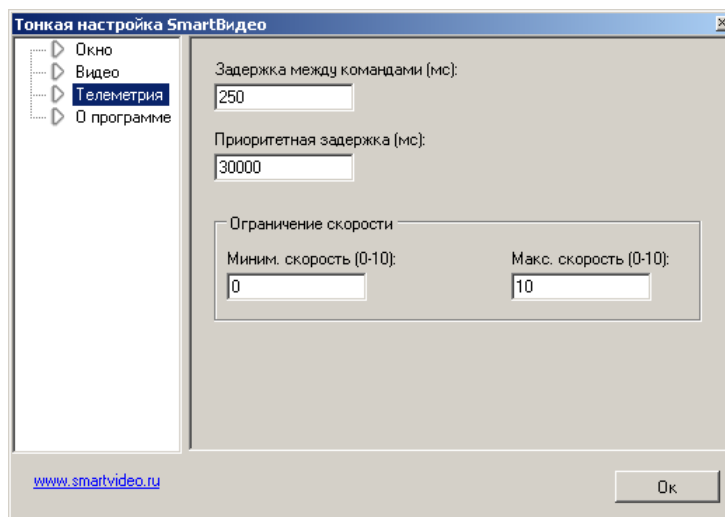 Тонкая настройка SmartВидео
Окно
Видео
Телеметрия
О программе
Задержка между командами (мс):
250
Приоритетная задержка (мс):
30000
Ограничение скорости
Миним. скорость (0-10):
0
Макс. скорость (0-10):
10
www.smartvideo.ru
Ок